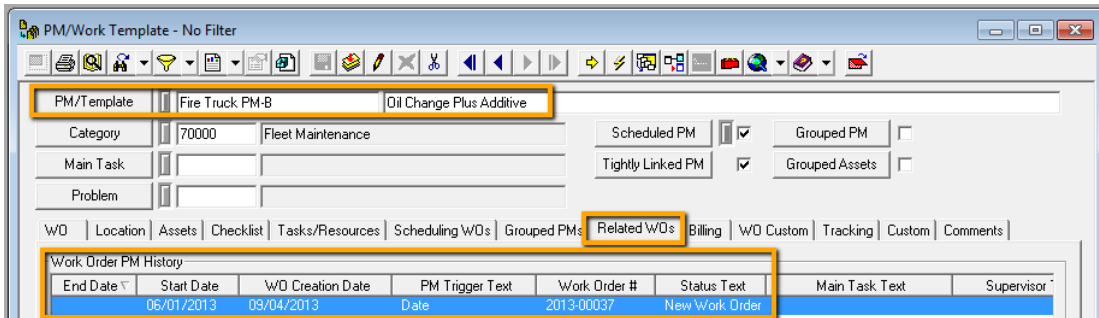 PM/Work Template - No Filter
PM/Template Fire Truck PM-B Oil Change Plus Additive
Category 70000 Fleet Maintenance Scheduled PM Grouped PM
Main Task Tightly Linked PM Grouped Assets
Problem
WO Location Assets Checklist Tasks/Resources Scheduling WOs Grouped PMs Related WOs Billing WO Custom Tracking Custom Comments
Work Order PM History
End Date Start Date WO Creation Date PM Trigger Text Work Order # Status Text Main Task Text Supervisor
06/01/2013 09/04/2013 Date 2013-00037 New Work Order